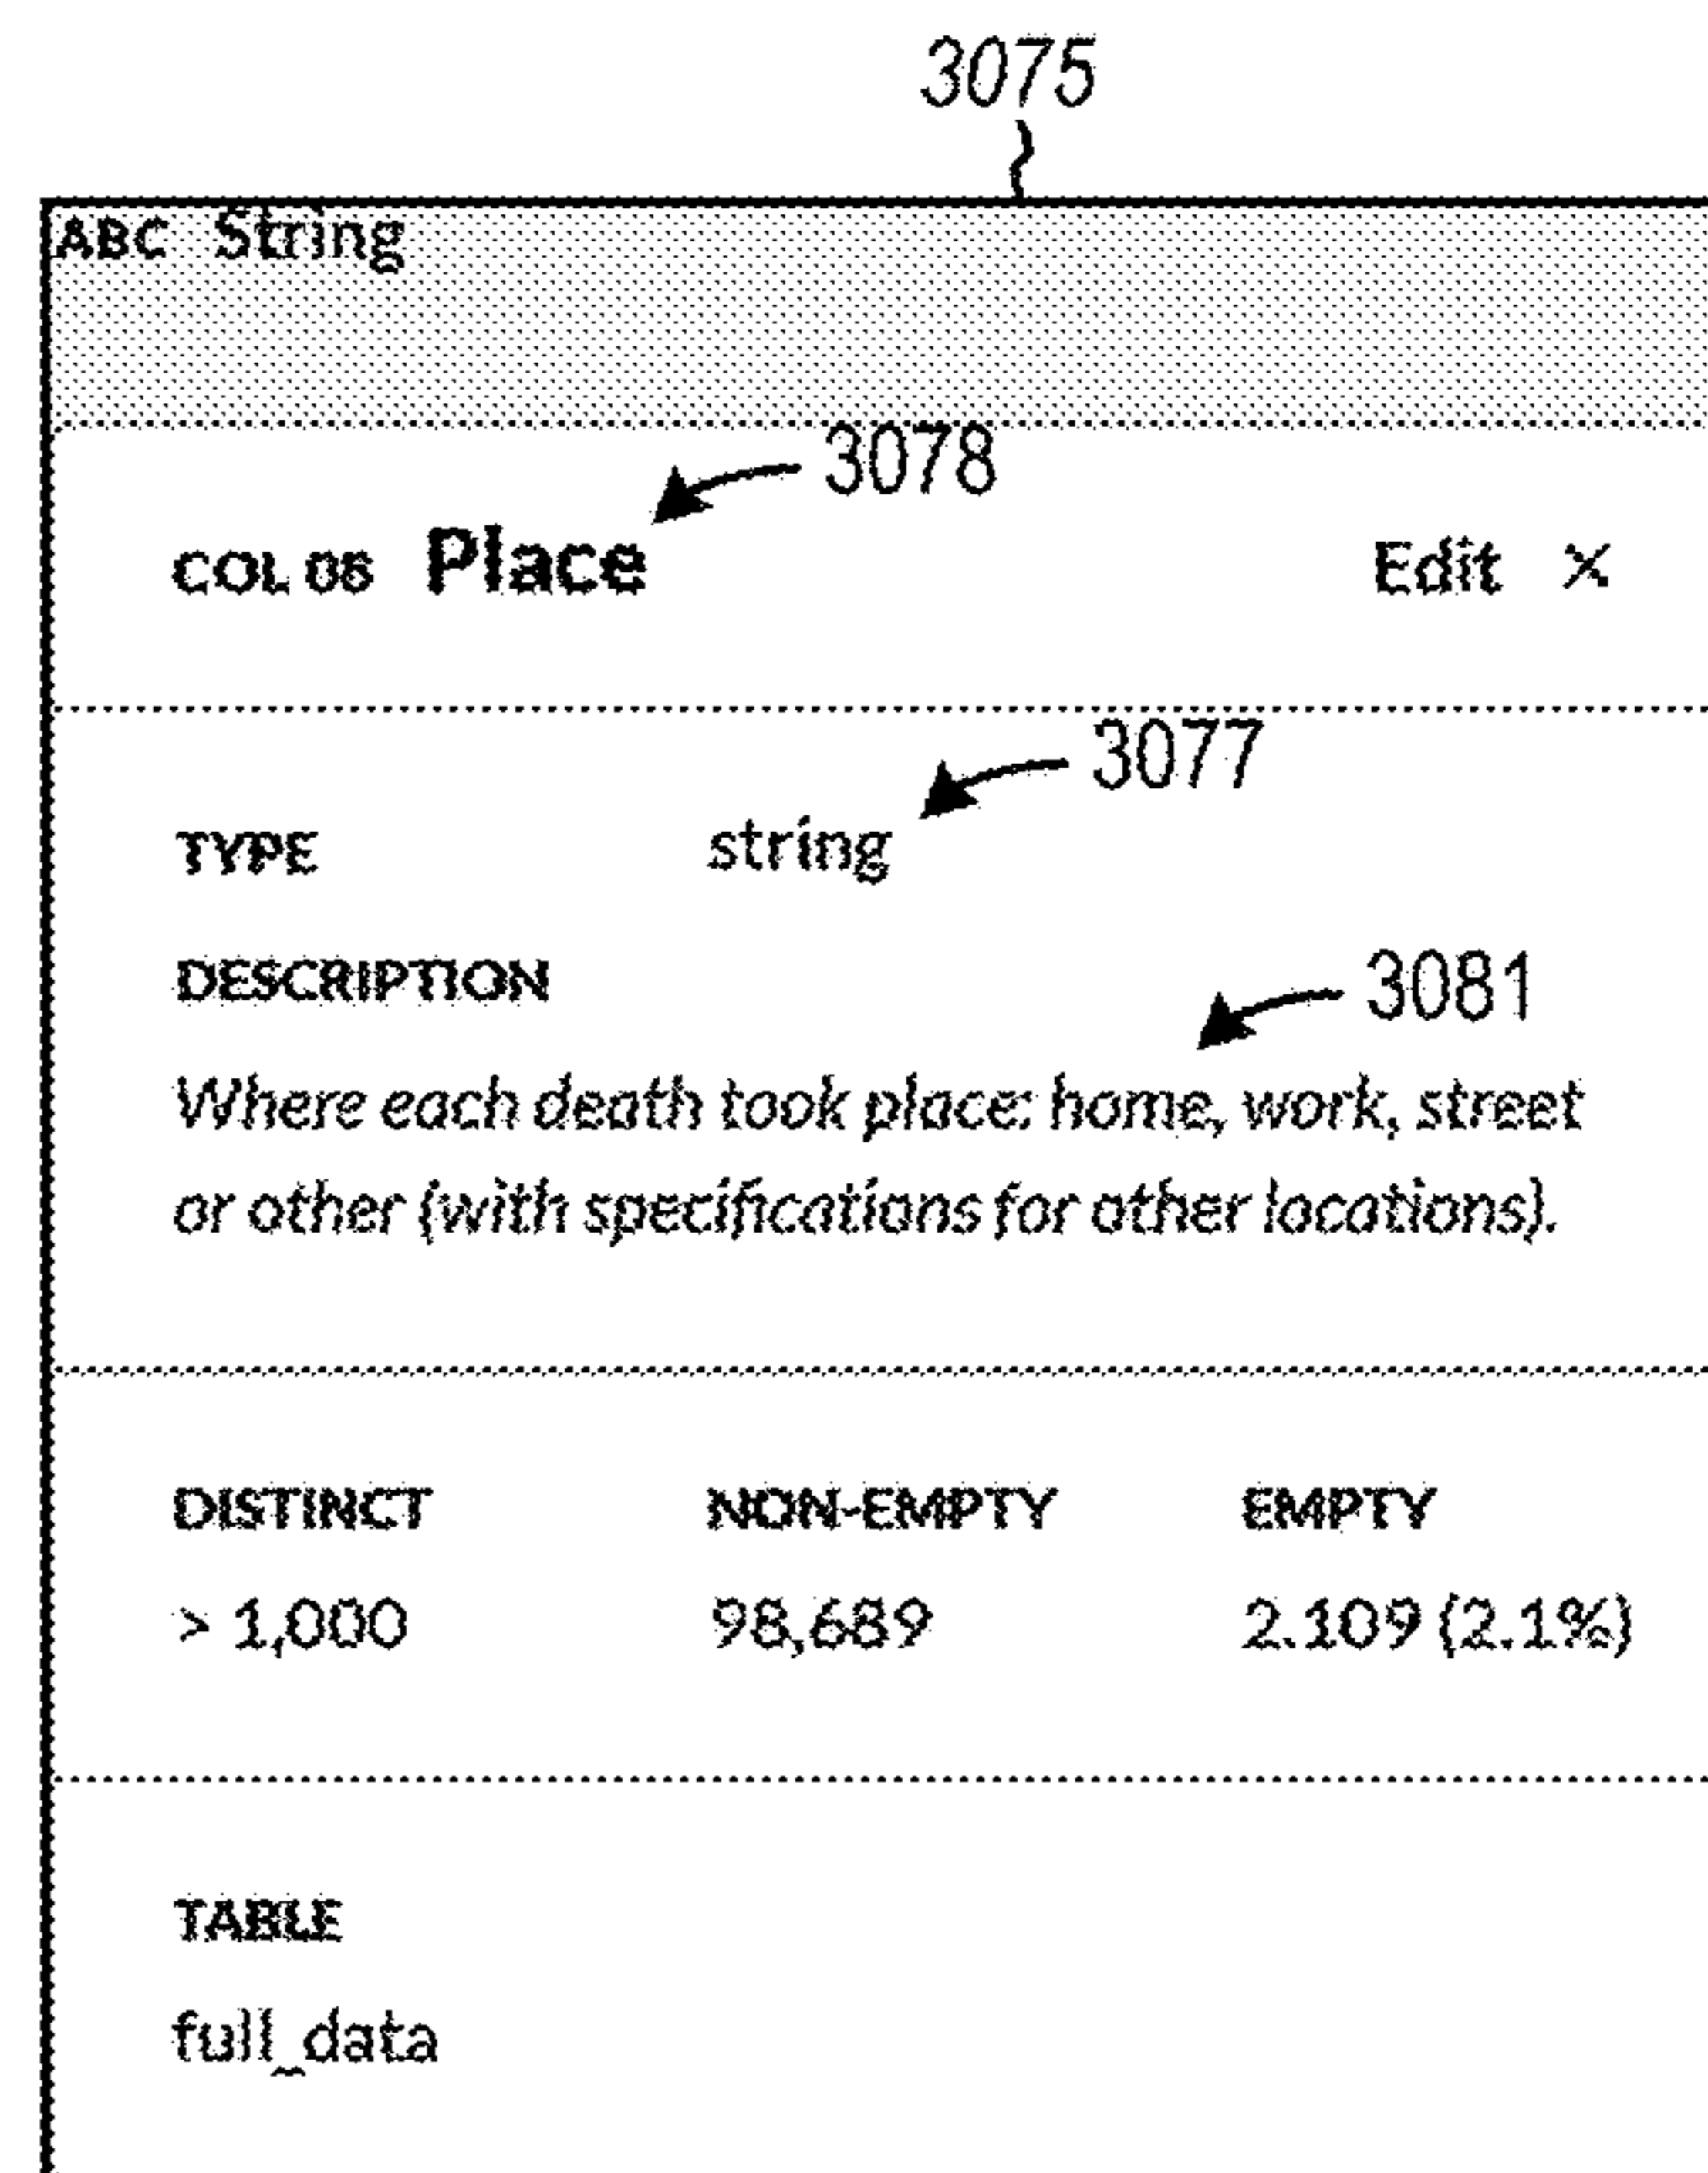 3075
ABC String
3078
COL 06 Place Edit X
3077
TYPE string
DESCRIPTION 3081
Where each death took place: home, work, street
or other (with specifications for other locations).
DISTINCT NON-EMPTY EMPTY
> 1,000 98,689 2.109 (2.1%)
TABLE
full_data